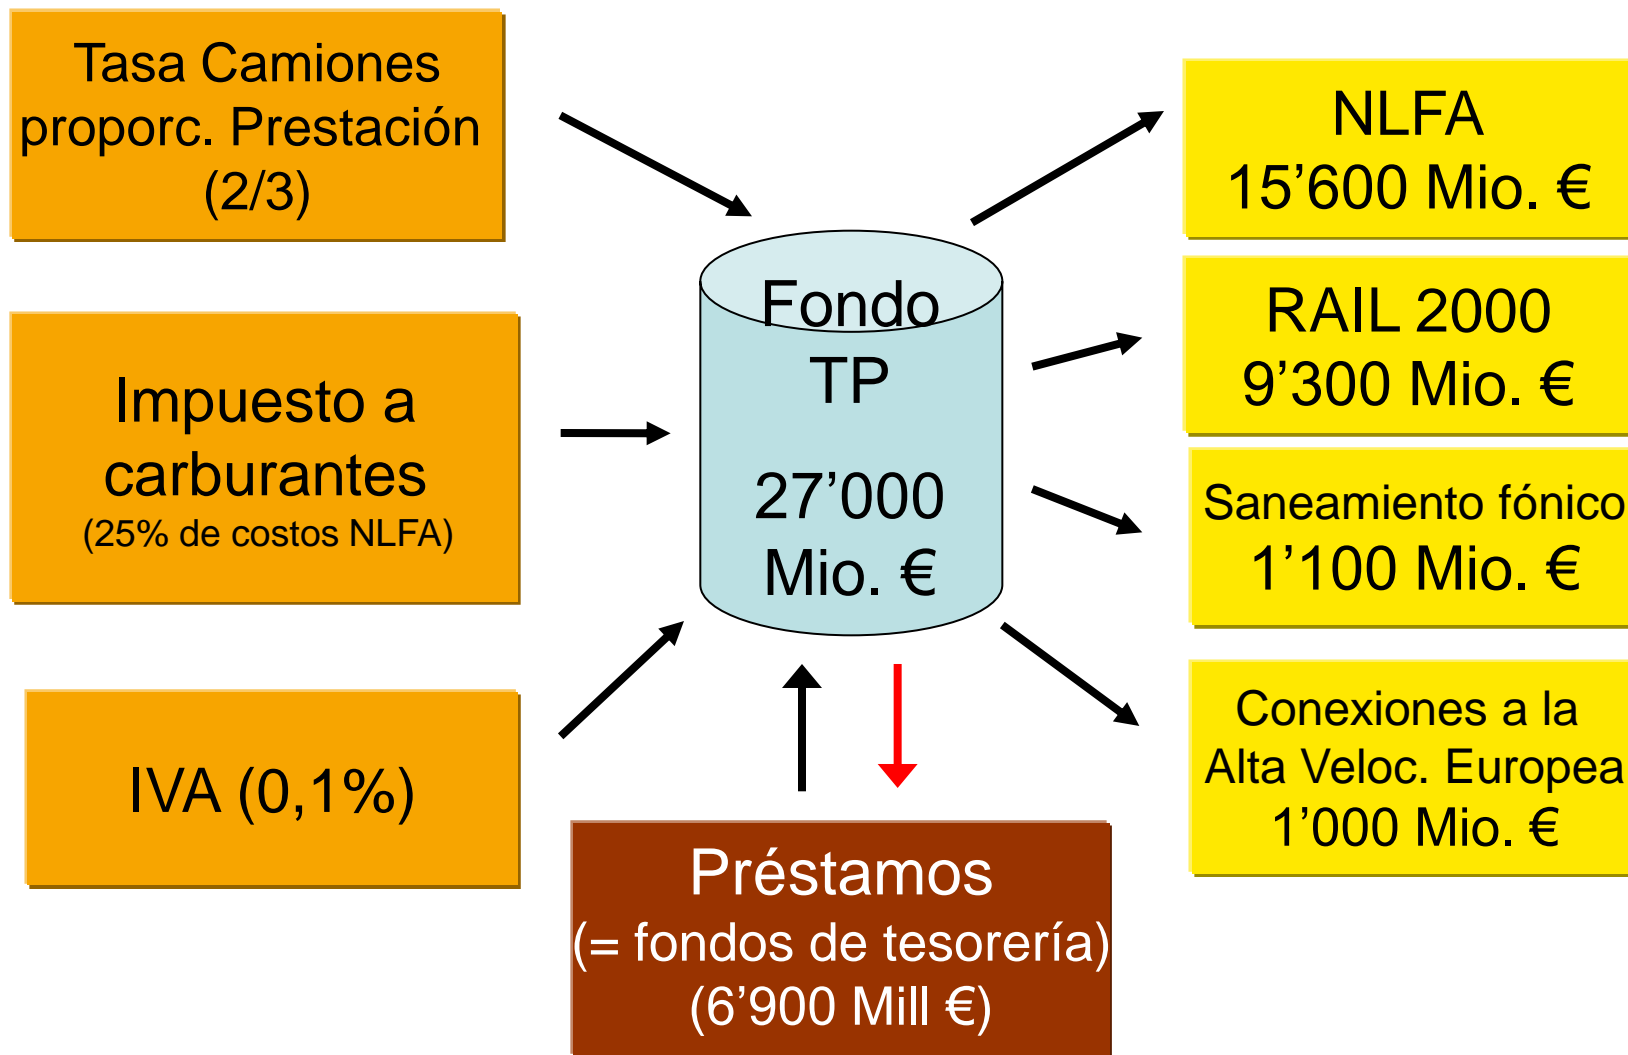 Tasa Camiones
proporc. Prestación
(2/3)
Impuesto a
carburantes
(25% de costos NLFA)
IVA (0,1%)
Fondo
TP
27’000
Mio. €
Préstamos
(= fondos de tesorería)
(6’900 Mill €)
NLFA
15’600 Mio. €
RAIL 2000
9’300 Mio. €
Saneamiento fónico
1’100 Mio. €
Conexiones a la
Alta Veloc. Europea
1’000 Mio. €